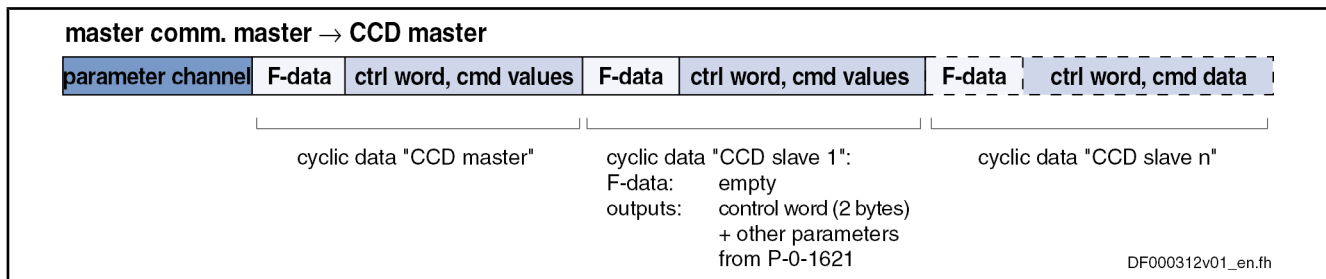 master comm. master → CCD master
parameter channel F-data ctrl word, cmd values F-data ctrl word, cmd values F-data ctrl word, cmd data
cyclic data "CCD master"
cyclic data "CCD slave 1":
F-data: empty
outputs: control word (2 bytes)
+ other parameters
from P-0-1621
cyclic data "CCD slave n"
DF000312v01_en.fh